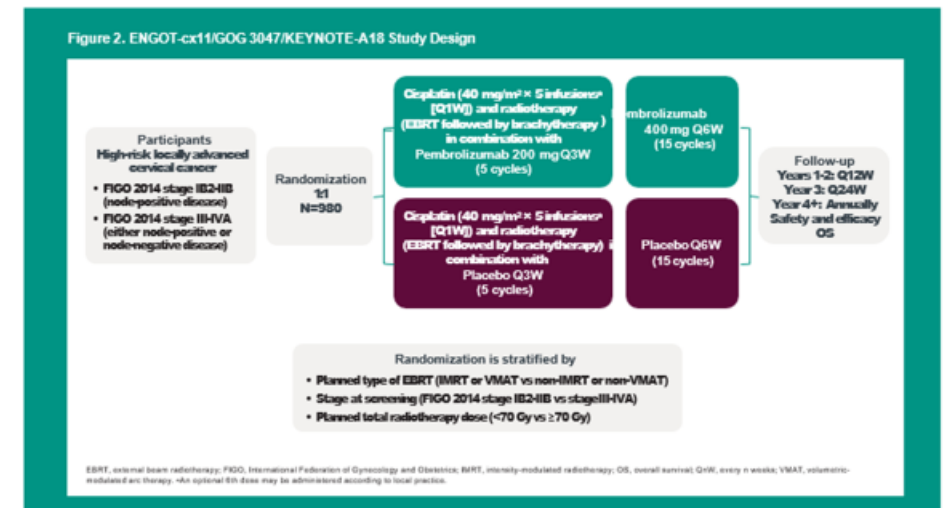 Figure 2. ENGOT-cx11/GOG 3047/KEYNOTE-A18 Study Design
Participants
High-risk locally advanced
cervical cancer
• FIGO 2014 stage IB2-IIB
(node-positive disease)
• FIGO 2014 stage III-IVA
(either node-positive or
node-negative disease)
Randomization
1:1
N=980
Cisplatin (40 mg/m² × 5 infusionsᵃ
[Q1W]) and radiotherapy
(EBRT followed by brachytherapy )
in combination with
Pembrolizumab 200 mg Q3W
(5 cycles)
Cisplatin (40 mg/m² × 5 infusionsᵃ
[Q1W]) and radiotherapy
(EBRT followed by brachytherapy) i
combination with
Placebo Q3W
(5 cycles)
mbrolizumab
400 mg Q6W
(15 cycles)
Placebo Q6W
(15 cycles)
Follow-up
Years 1-2: Q12W
Year 3: Q24W
Year 4+: Annually
Safety and efficacy
OS
Randomization is stratified by
• Planned type of EBRT (IMRT or VMAT vs non-IMRT or non-VMAT)
• Stage at screening (FIGO 2014 stage IB2-IIB vs stage III-IVA)
• Planned total radiotherapy dose (<70 Gy vs ≥70 Gy)
EBRT, external beam radiotherapy; FIGO, International Federation of Gynecology and Obstetrics; IMRT, intensity-modulated radiotherapy; OS, overall survival; QnW, every n weeks; VMAT, volumetric-
modulated arc therapy. ᵃAn optional 6th dose may be administered according to local practice.